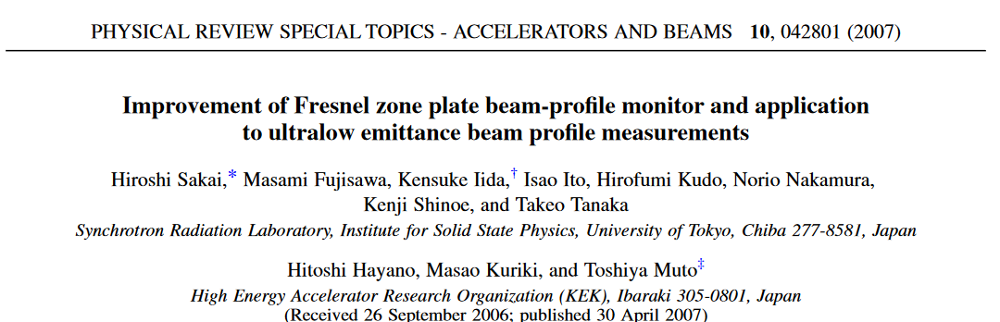 PHYSICAL REVIEW SPECIAL TOPICS - ACCELERATORS AND BEAMS 10, 042801 (2007)
Improvement of Fresnel zone plate beam-profile monitor and application
to ultralow emittance beam profile measurements
Hiroshi Sakai,* Masami Fujisawa, Kensuke Iida,† Isao Ito, Hirofumi Kudo, Norio Nakamura,
Kenji Shinoe, and Takeo Tanaka
Synchrotron Radiation Laboratory, Institute for Solid State Physics, University of Tokyo, Chiba 277-8581, Japan
Hitoshi Hayano, Masao Kuriki, and Toshiya Muto‡
High Energy Accelerator Research Organization (KEK), Ibaraki 305-0801, Japan
(Received 26 September 2006; published 30 April 2007)